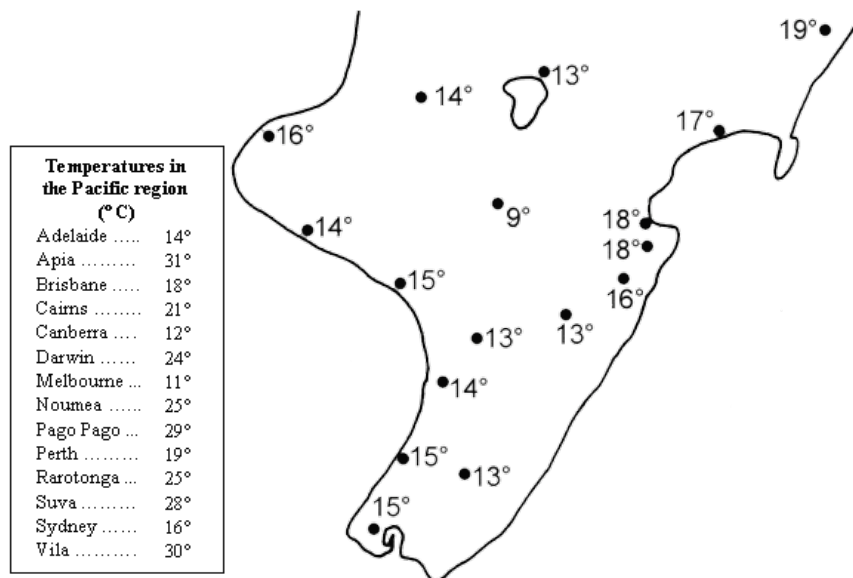 Temperatures in
the Pacific region
(°C)
Adelaide ..... 14°
Apia ......... 31°
Brisbane ..... 18°
Cairns ........ 21°
Canberra .... 12°
Darwin ....... 24°
Melbourne ... 11°
Noumea ...... 25°
Pago Pago ... 29°
Perth ......... 19°
Rarotonga ... 25°
Suva ......... 28°
Sydney ...... 16°
Vila .......... 30°
19°
13°
14°
17°
16°
9°
18°
14°
18°
15°
16°
13°
13°
14°
15°
13°
15°